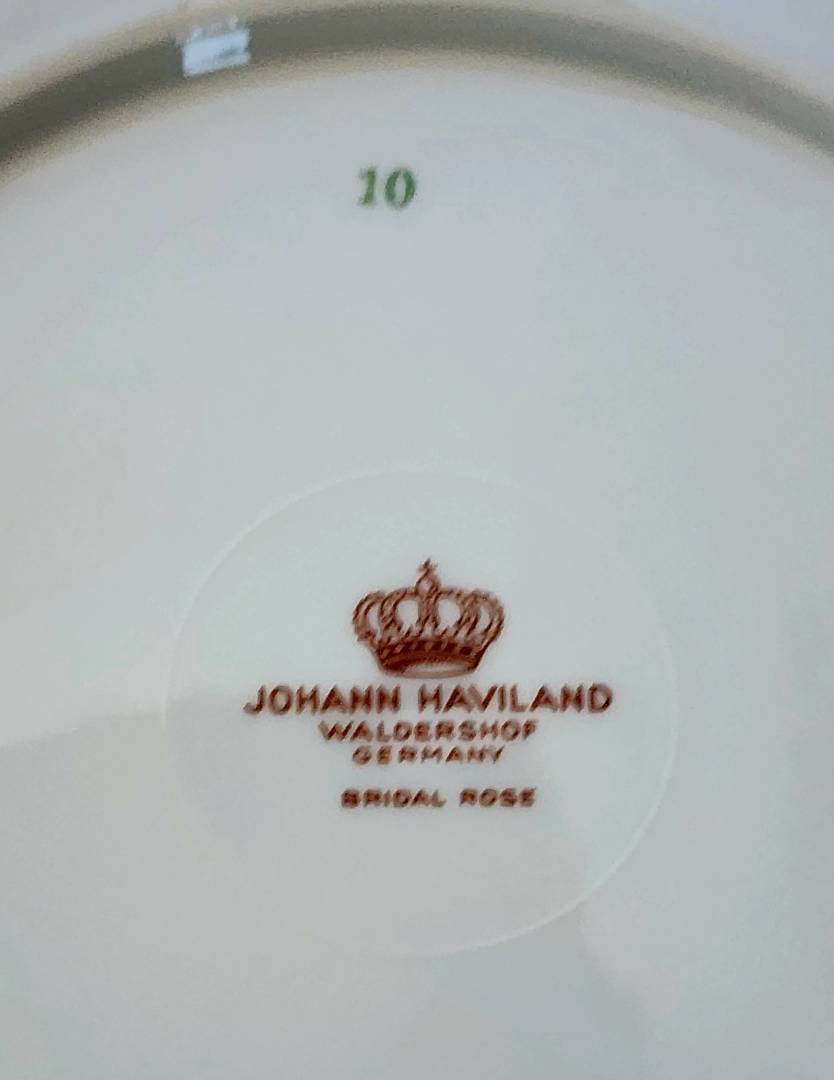 10
JOHANN HAVILAND
WALDERSHOF
GERMANY
BRIDAL ROSE